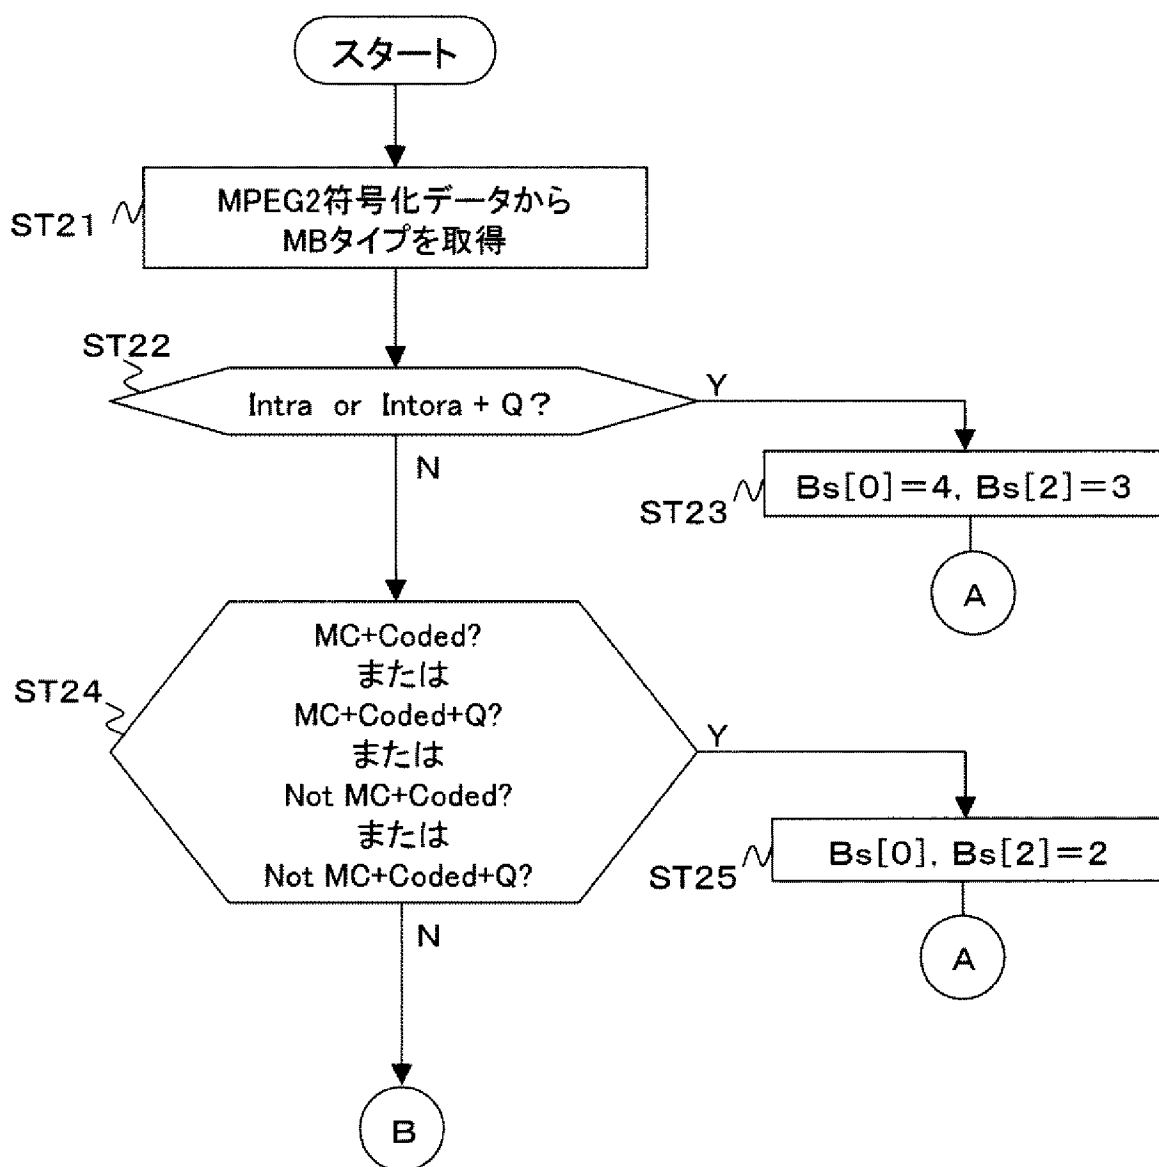 スタート
ST21
MPEG2符号化データから
MBタイプを取得
ST22
Intra or Intora + Q?
Y
N
ST23
Bs[0]=4, Bs[2]=3
A
ST24
MC+Coded?
または
MC+Coded+Q?
または
Not MC+Coded?
または
Not MC+Coded+Q?
Y
N
ST25
Bs[0], Bs[2]=2
A
B